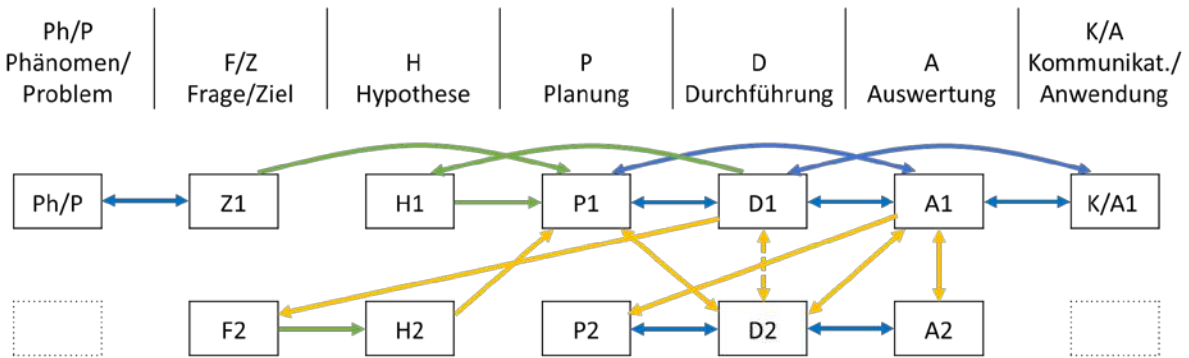 Ph/P
Phänomen/
Problem
F/Z
Frage/Ziel
H
Hypothese
P
Planung
D
Durchführung
A
Auswertung
K/A
Kommunikat./
Anwendung
Ph/P
Z1
H1
P1
D1
A1
K/A1
F2
H2
P2
D2
A2